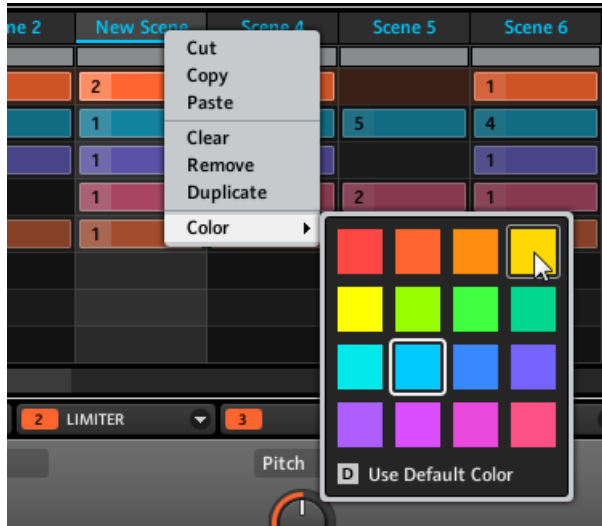 ne 2 New Scene Scene 4 Scene 5 Scene 6
Cut
2 1
Copy
Paste
1 5 4
Clear
1 1
Remove
Duplicate
1 2 1
Color
1
2 LIMITER 3
Pitch
D Use Default Color